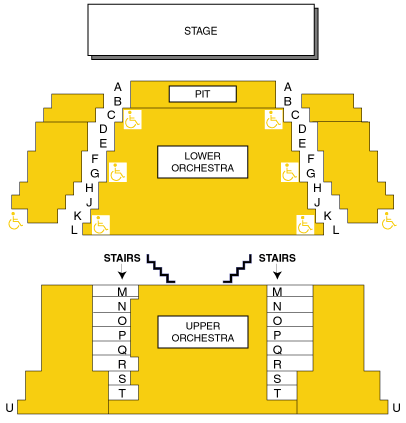 STAGE
A A
B PIT B
C C
D D
E E
F LOWER F
G ORCHESTRA G
H H
J J
K K
L L
STAIRS STAIRS
M M
N N
O UPPER O
P ORCHESTRA P
Q Q
R R
S S
T T
U U